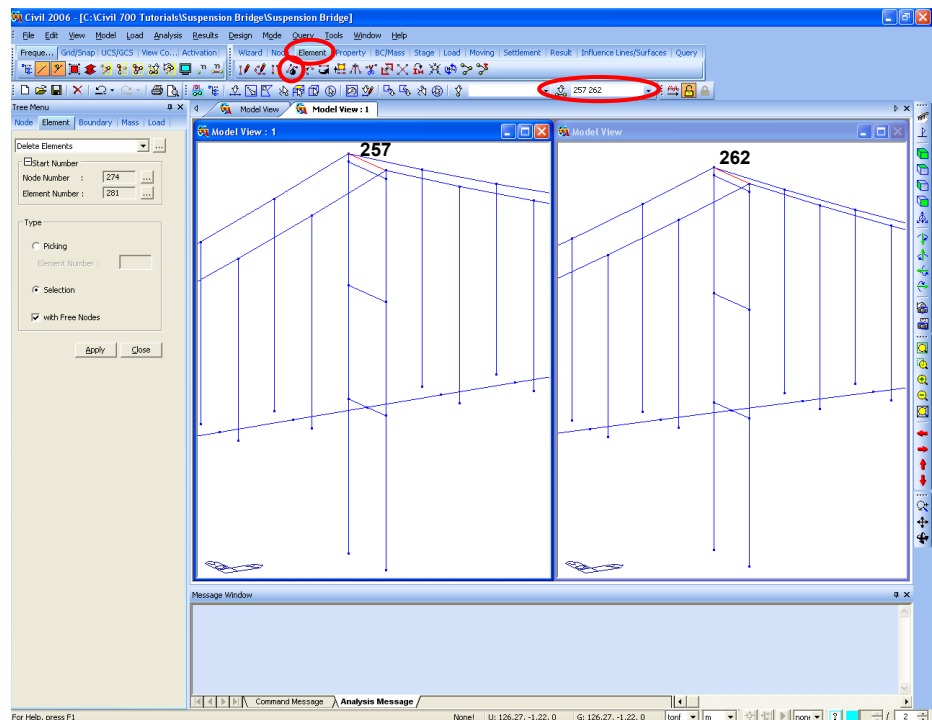 Civil 2006 - [C:\Civil 700 Tutorials\Suspension Bridge\Suspension Bridge]
File Edit View Model Load Analysis Results Design Mode Query Tools Window Help
Freque... Grid/Snap UCS/GCS View Co... Activation Wizard Node Element Property BC/Mass Stage Load Moving Settlement Result Influence Lines/Surfaces Query
257 262
Tree Menu
Node Element Boundary Mass Load
Model View Model View : 1
Model View : 1
Model View
Delete Elements
Start Number
Node Number : 274
Element Number : 281
Type
Picking
Element Number :
Selection
with Free Nodes
Apply Close
257
262
Message Window
Command Message Analysis Message
For Help, press F1
None! U: 126.27, -1.22, 0 G: 126.27, -1.22, 0 tonf m none ? / 2